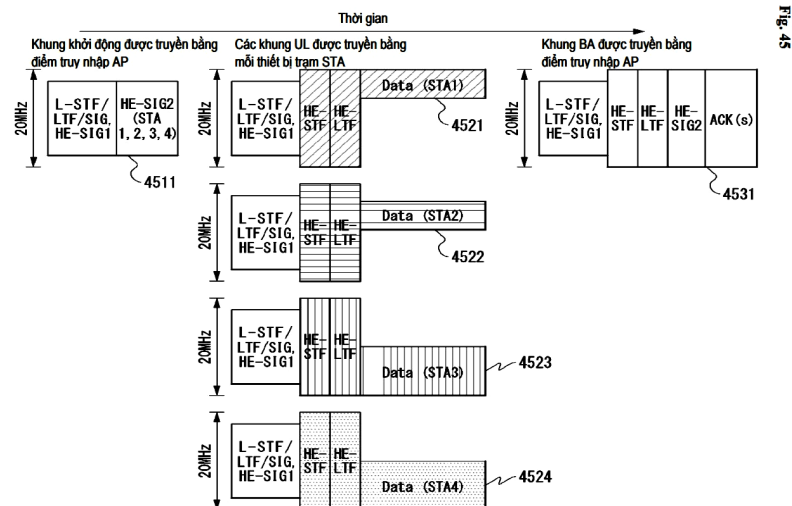 Fig. 45
Thời gian
Khung khởi động được truyền bằng
điểm truy nhập AP
Các khung UL được truyền bằng
mỗi thiết bị trạm STA
Khung BA được truyền bằng
điểm truy nhập AP
20MHz
L-STF/
LTF/SIG,
HE-SIG1
HE-SIG2
(STA
1, 2, 3, 4)
4511
20MHz
L-STF/
LTF/SIG,
HE-SIG1
HE-
STF
HE-
LTF
Data (STA1)
4521
20MHz
L-STF/
LTF/SIG,
HE-SIG1
HE-
STF
HE-
LTF
HE-
SIG2
ACK(s)
4531
20MHz
L-STF/
LTF/SIG,
HE-SIG1
HE-
STF
HE-
LTF
Data (STA2)
4522
20MHz
L-STF/
LTF/SIG,
HE-SIG1
HE-
STF
HE-
LTF
Data (STA3)
4523
20MHz
L-STF/
LTF/SIG,
HE-SIG1
HE-
STF
HE-
LTF
Data (STA4)
4524